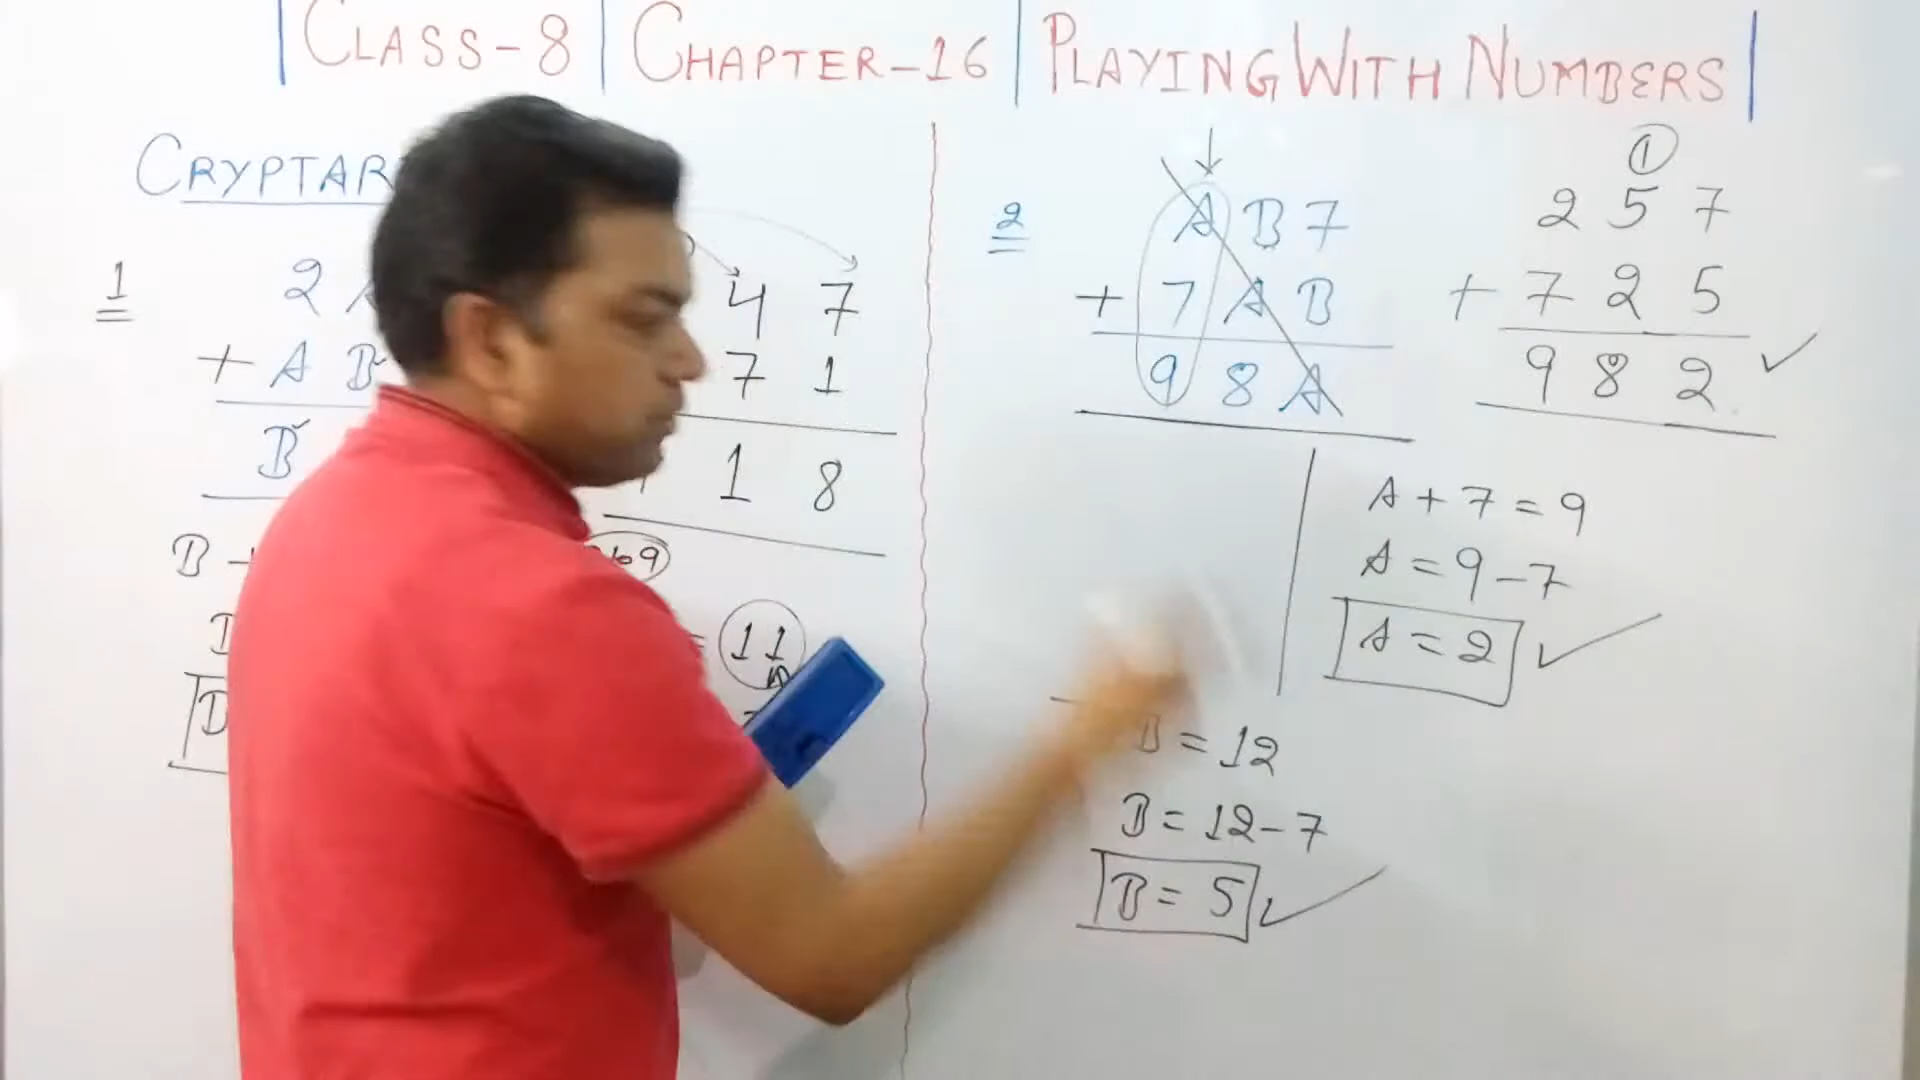 CLASS-8 | CHAPTER-16 | PLAYING WITH NUMBERS
CRYPTAR
1
2
+ A B
B
4 7
7 1
1 8
B
11
2
A B 7
+ 7 A B
9 8 A
1
2 5 7
+ 7 2 5
9 8 2
A + 7 = 9
A = 9 - 7
A = 2
B = 12
B = 12 - 7
B = 5